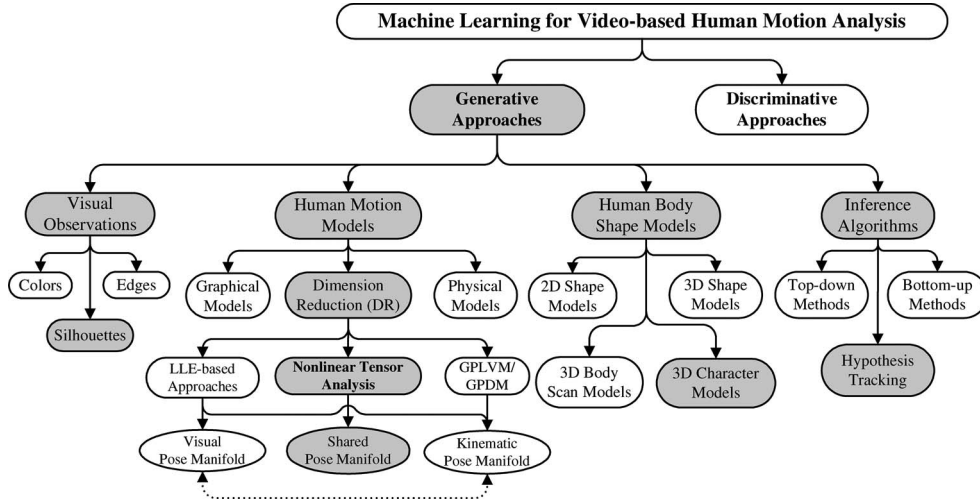 Machine Learning for Video-based Human Motion Analysis
Generative
Approaches
Discriminative
Approaches
Visual
Observations
Human Motion
Models
Human Body
Shape Models
Inference
Algorithms
Colors
Edges
Silhouettes
Graphical
Models
Dimension
Reduction (DR)
Physical
Models
2D Shape
Models
3D Shape
Models
Top-down
Methods
Bottom-up
Methods
LLE-based
Approaches
Nonlinear Tensor
Analysis
GPLVM/
GPDM
3D Body
Scan Models
3D Character
Models
Hypothesis
Tracking
Visual
Pose Manifold
Shared
Pose Manifold
Kinematic
Pose Manifold